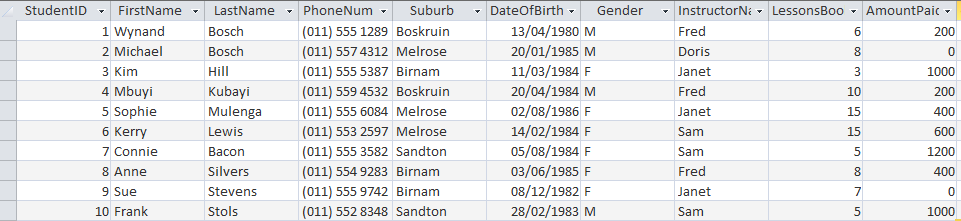 StudentID FirstName LastName PhoneNum Suburb DateOfBirth Gender InstructorNa LessonsBoo AmountPaid
1 Wynand Bosch (011) 555 1289 Boskruin 13/04/1980 M Fred 6 200
2 Michael Bosch (011) 557 4312 Melrose 20/01/1985 M Doris 8 0
3 Kim Hill (011) 555 5387 Birnam 11/03/1984 F Janet 3 1000
4 Mbuyi Kubayi (011) 559 4532 Boskruin 20/04/1984 M Fred 10 200
5 Sophie Mulenga (011) 555 6084 Melrose 02/08/1986 F Janet 15 400
6 Kerry Lewis (011) 553 2597 Melrose 14/02/1984 F Sam 15 600
7 Connie Bacon (011) 555 3582 Sandton 05/08/1984 F Sam 5 1200
8 Anne Silvers (011) 554 9283 Birnam 03/06/1985 F Fred 8 400
9 Sue Stevens (011) 555 9742 Birnam 08/12/1982 F Janet 7 0
10 Frank Stols (011) 552 8348 Sandton 28/02/1983 M Sam 5 1000